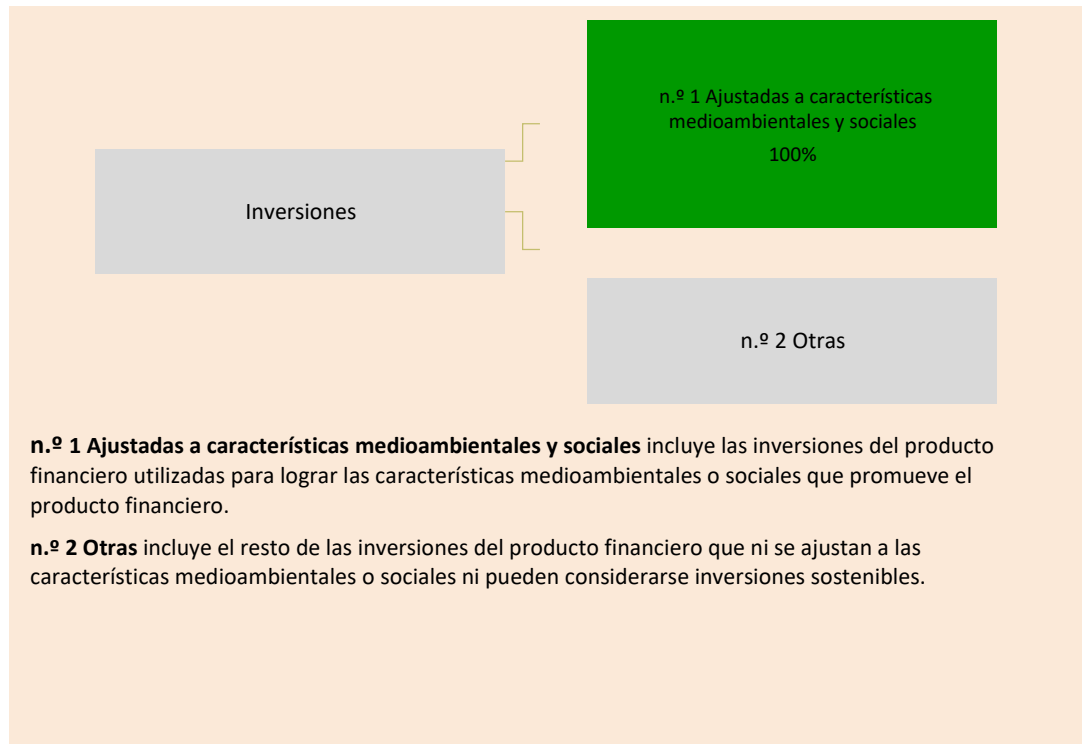 n.º 1 Ajustadas a características
medioambientales y sociales
100%
Inversiones
n.º 2 Otras
n.º 1 Ajustadas a características medioambientales y sociales incluye las inversiones del producto
financiero utilizadas para lograr las características medioambientales o sociales que promueve el
producto financiero.
n.º 2 Otras incluye el resto de las inversiones del producto financiero que ni se ajustan a las
características medioambientales o sociales ni pueden considerarse inversiones sostenibles.